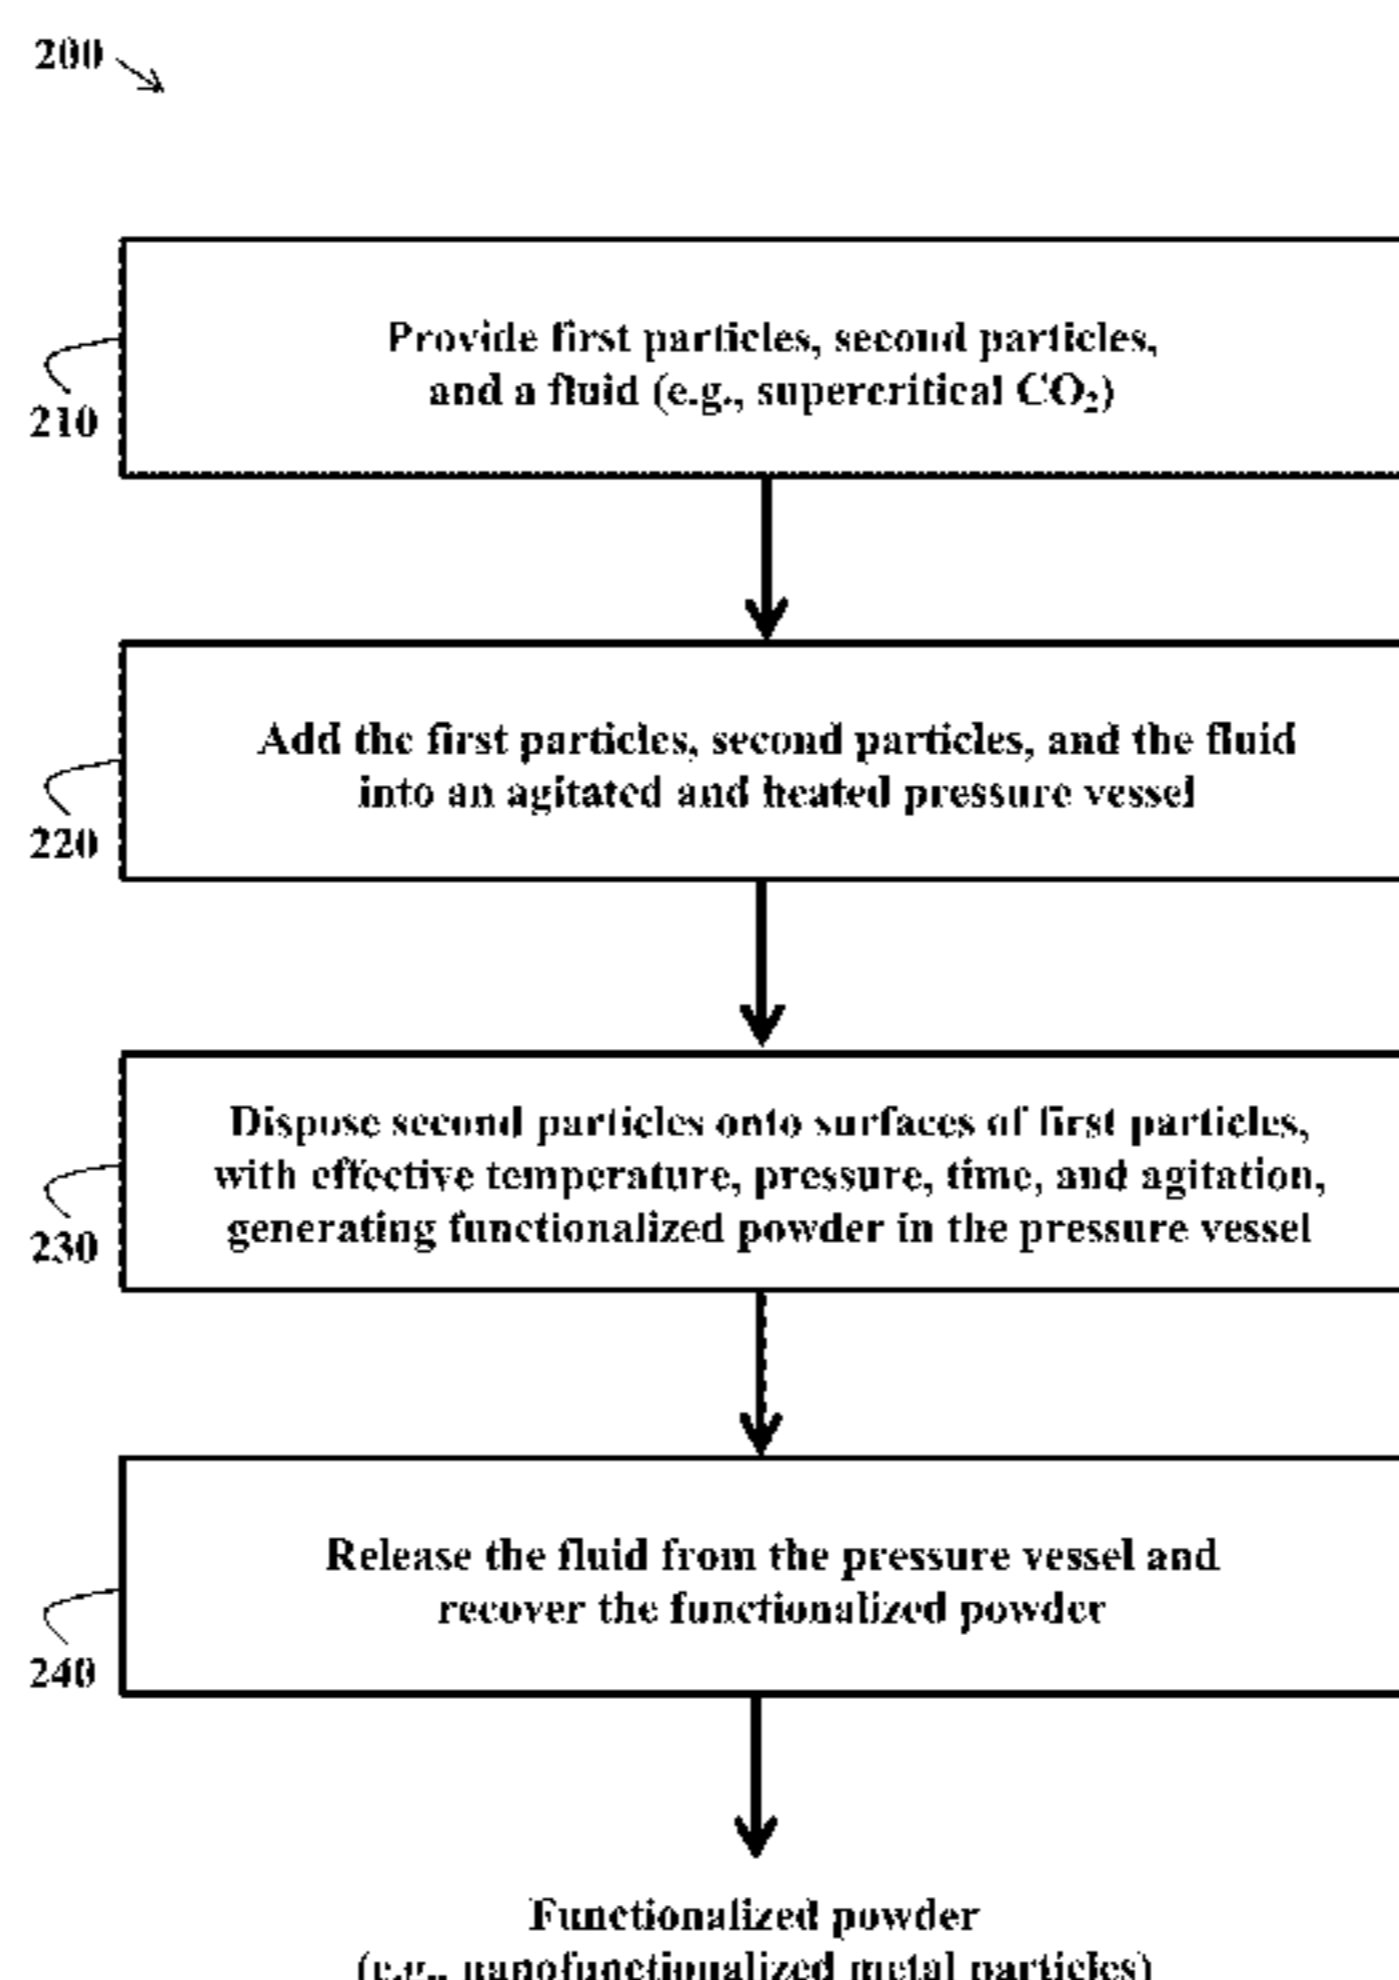 200
Provide first particles, second particles,
and a fluid (e.g., supercritical CO₂)
210
Add the first particles, second particles, and the fluid
into an agitated and heated pressure vessel
220
Dispose second particles onto surfaces of first particles,
with effective temperature, pressure, time, and agitation,
generating functionalized powder in the pressure vessel
230
Release the fluid from the pressure vessel and
recover the functionalized powder
240
Functionalized powder
(e.g., nanofunctionalized metal particles)